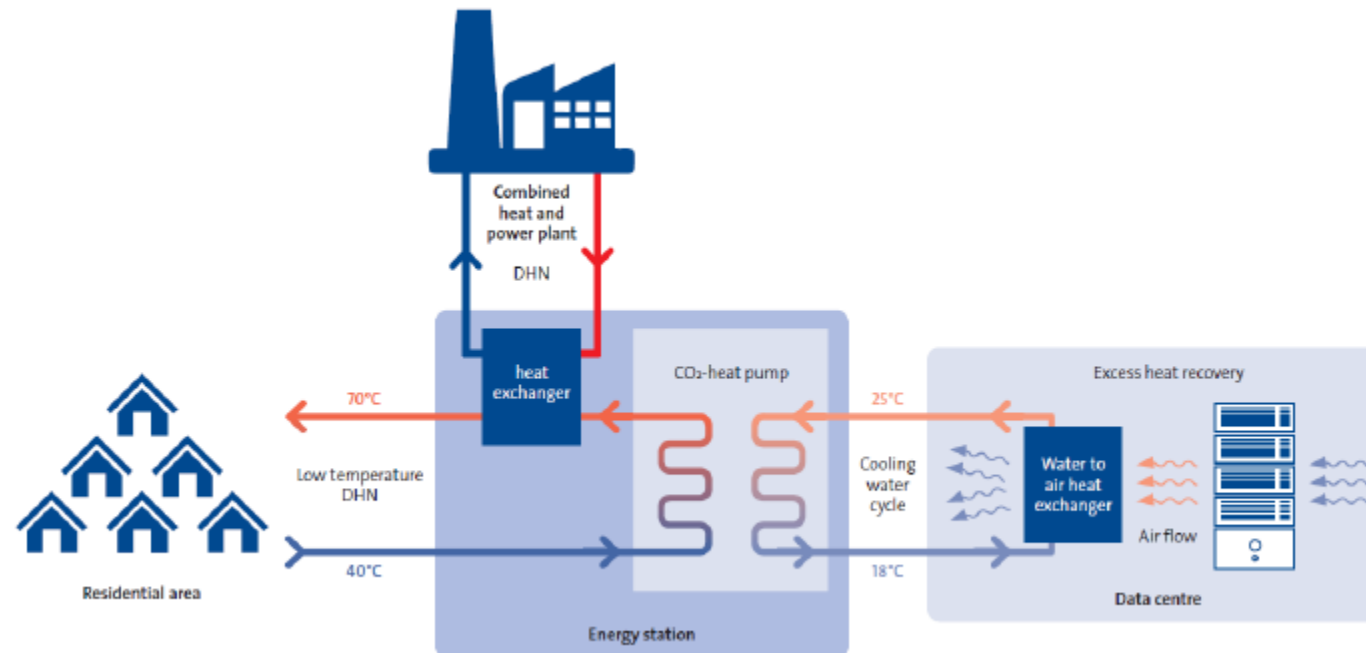 Combined
heat and
power plant
DHN
heat
exchanger
CO₂-heat pump
Excess heat recovery
70°C
25°C
Low temperature
DHN
Cooling
water
cycle
Water to
air heat
exchanger
Air flow
40°C
18°C
Residential area
Data centre
Energy station